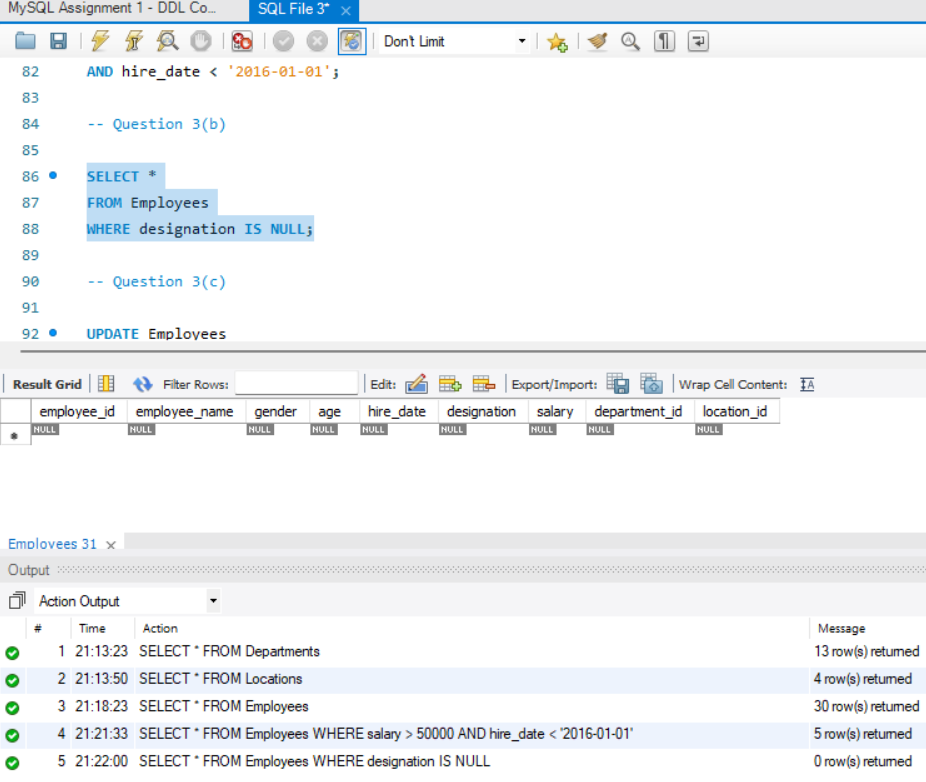 MySQL Assignment 1 - DDL Co... SQL File 3* ×
Don't Limit
82 AND hire_date < '2016-01-01';
83
84 -- Question 3(b)
85
86 SELECT *
87 FROM Employees
88 WHERE designation IS NULL;
89
90 -- Question 3(c)
91
92 UPDATE Employees
Result Grid Filter Rows: Edit: Export/Import: Wrap Cell Content: IA
employee_id employee_name gender age hire_date designation salary department_id location_id
* NULL NULL NULL NULL NULL NULL NULL NULL NULL
Employees 31 ×
Output
Action Output
# Time Action Message
1 21:13:23 SELECT * FROM Departments 13 row(s) returned
2 21:13:50 SELECT * FROM Locations 4 row(s) returned
3 21:18:23 SELECT * FROM Employees 30 row(s) returned
4 21:21:33 SELECT * FROM Employees WHERE salary > 50000 AND hire_date < '2016-01-01' 5 row(s) returned
5 21:22:00 SELECT * FROM Employees WHERE designation IS NULL 0 row(s) returned